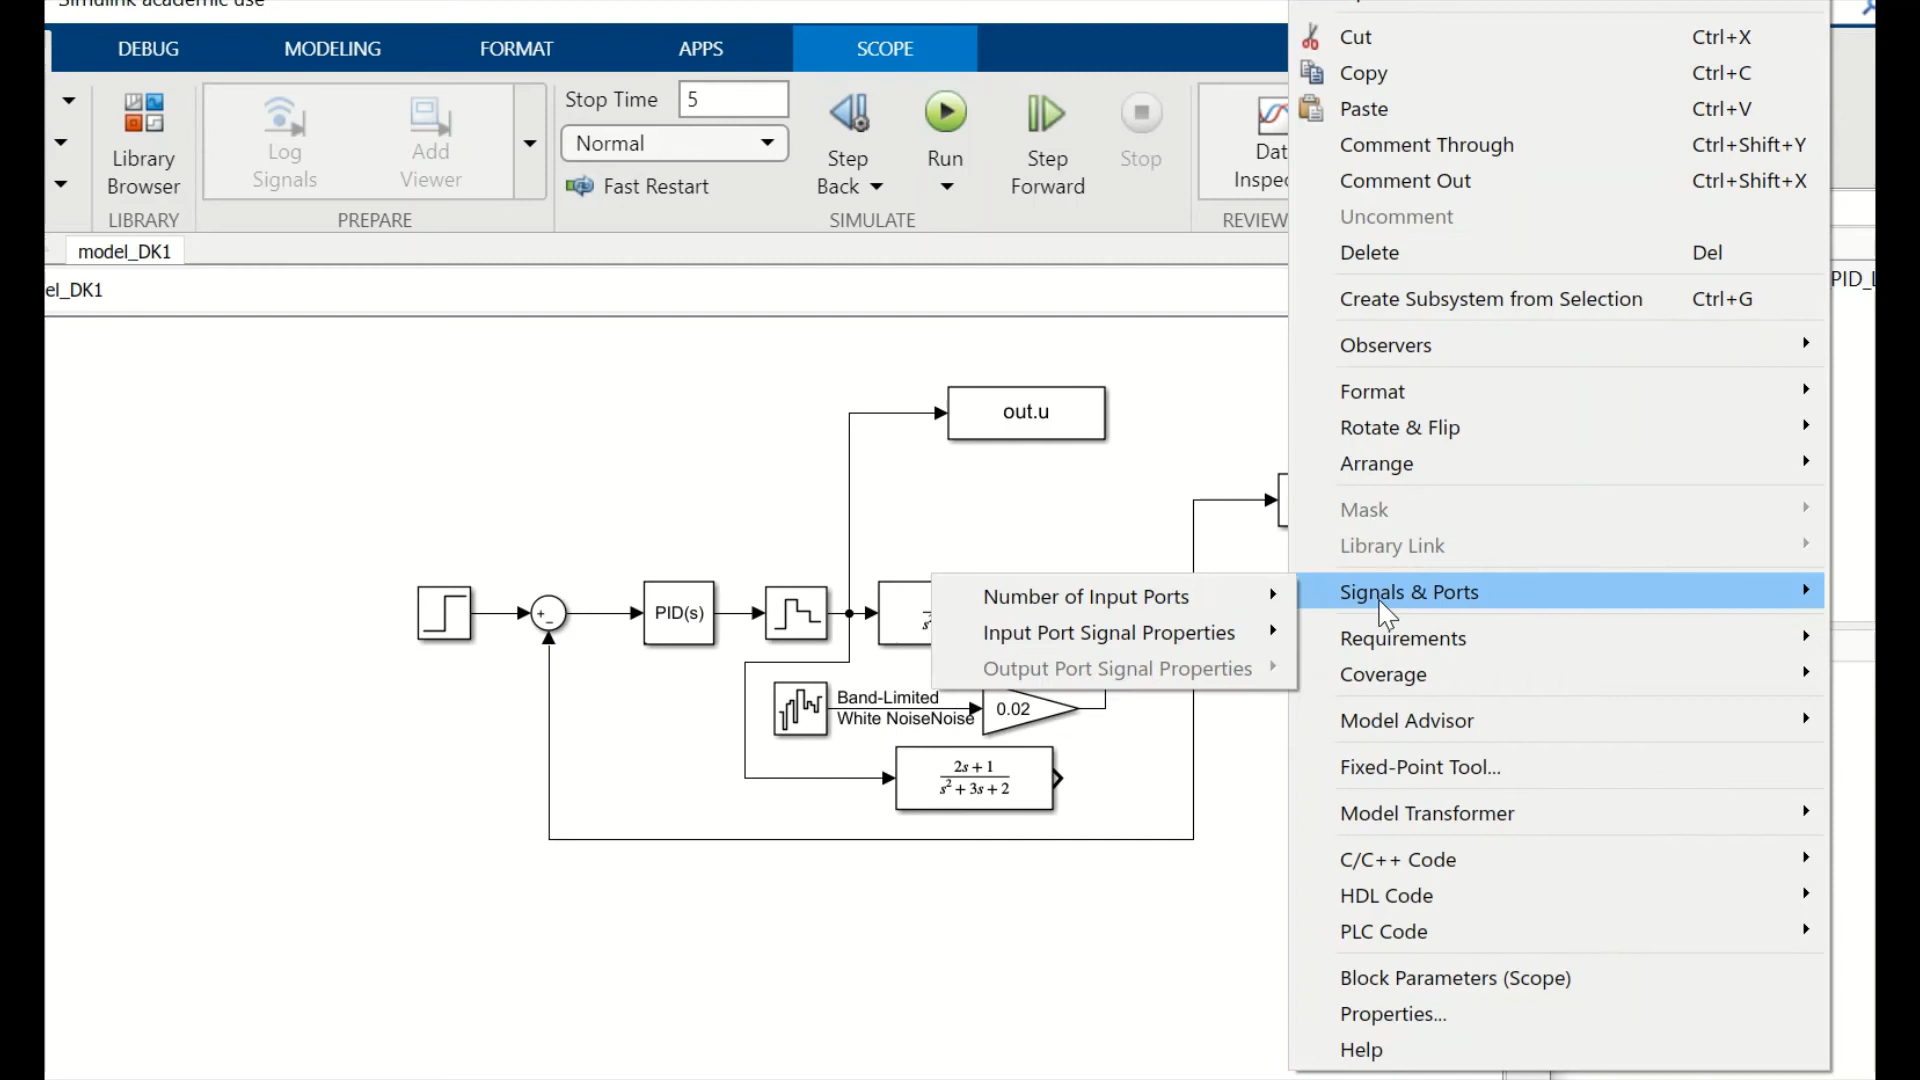 Simulink academic use
DEBUG
MODELING
FORMAT
APPS
SCOPE
Library
Browser
LIBRARY
Log
Signals
Add
Viewer
PREPARE
Stop Time
5
Normal
Fast Restart
Step
Back
Run
Step
Forward
Stop
SIMULATE
Dat
Inspec
REVIEW
model_DK1
el_DK1
out.u
+
−
PID(s)
Band-Limited
White NoiseNoise
0.02
2s + 1
s² + 3s + 2
Number of Input Ports
Input Port Signal Properties
Output Port Signal Properties
Cut Ctrl+X
Copy Ctrl+C
Paste Ctrl+V
Comment Through Ctrl+Shift+Y
Comment Out Ctrl+Shift+X
Uncomment
Delete Del
Create Subsystem from Selection Ctrl+G
Observers
Format
Rotate & Flip
Arrange
Mask
Library Link
Signals & Ports
Requirements
Coverage
Model Advisor
Fixed-Point Tool...
Model Transformer
C/C++ Code
HDL Code
PLC Code
Block Parameters (Scope)
Properties...
Help